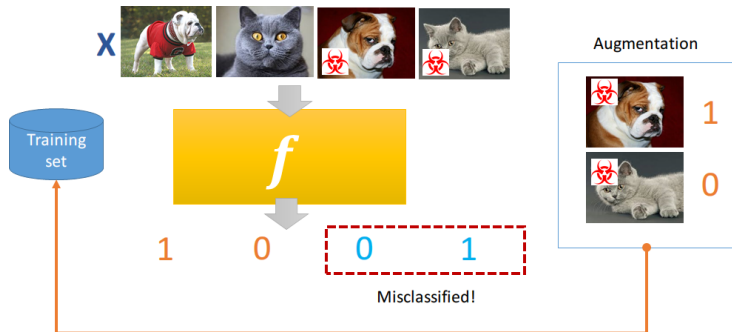 X
Augmentation
Training
set
f
1
0
1 0 0 1
Misclassified!